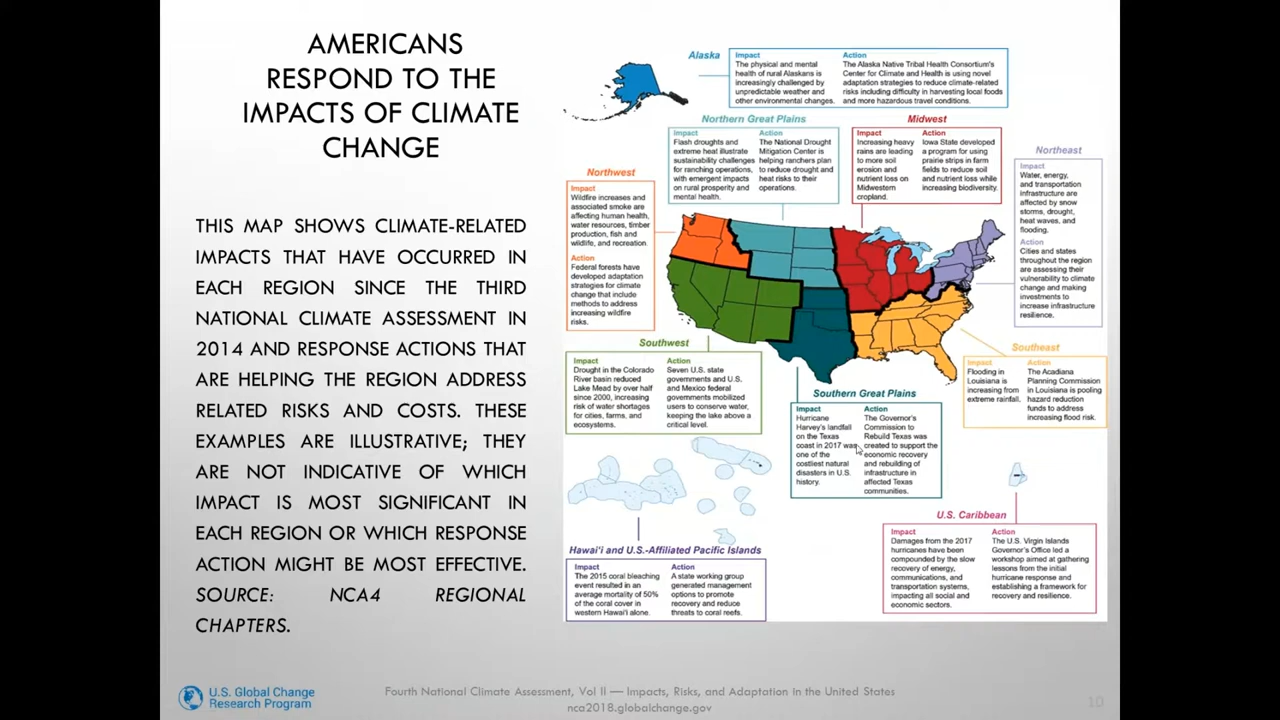 AMERICANS
RESPOND TO THE
IMPACTS OF CLIMATE
CHANGE
THIS MAP SHOWS CLIMATE-RELATED
IMPACTS THAT HAVE OCCURRED IN
EACH REGION SINCE THE THIRD
NATIONAL CLIMATE ASSESSMENT IN
2014 AND RESPONSE ACTIONS THAT
ARE HELPING THE REGION ADDRESS
RELATED RISKS AND COSTS. THESE
EXAMPLES ARE ILLUSTRATIVE; THEY
ARE NOT INDICATIVE OF WHICH
IMPACT IS MOST SIGNIFICANT IN
EACH REGION OR WHICH RESPONSE
ACTION MIGHT BE MOST EFFECTIVE.
SOURCE: NCA4 REGIONAL
CHAPTERS.
Alaska
Impact
The physical and mental
health of rural Alaskans is
increasingly challenged by
unpredictable weather and
other environmental changes.
Action
The Alaska Native Tribal Health Consortium's
Center for Climate and Health is using novel
adaptation strategies to reduce climate-related
risks including difficulty in harvesting local foods
and more hazardous travel conditions.
Northern Great Plains
Impact
Flash droughts and
extreme heat illustrate
sustainability challenges
for ranching operations,
with emergent impacts
on rural prosperity and
mental health.
Action
The National Drought
Mitigation Center is
helping ranchers plan
to reduce drought and
heat risks to their
operations.
Midwest
Impact
Increasing heavy
rains are leading
to more soil
erosion and
nutrient loss on
Midwestern
cropland.
Action
Iowa State developed
a program for using
prairie strips in farm
fields to reduce soil
and nutrient loss while
increasing biodiversity.
Northeast
Impact
Water, energy,
and transportation
infrastructure are
affected by snow
storms, drought,
heat waves, and
flooding.
Action
Cities and states
throughout the region
are assessing their
vulnerability to climate
change and making
investments to
increase infrastructure
resilience.
Northwest
Impact
Wildfire increases and
associated smoke are
affecting human health,
water resources, timber
production, fish and
wildlife, and recreation.
Action
Federal forests have
developed adaptation
strategies for climate
change that include
methods to address
increasing wildfire
risks.
Southwest
Impact
Drought in the Colorado
River basin reduced
Lake Mead by over half
since 2000, increasing
risk of water shortages
for cities, farms, and
ecosystems.
Action
Seven U.S. state
governments and U.S.
and Mexico federal
governments mobilized
users to conserve water,
keeping the lake above a
critical level.
Southern Great Plains
Impact
Hurricane
Harvey's landfall
on the Texas
coast in 2017 was
one of the
costliest natural
disasters in U.S.
history.
Action
The Governor's
Commission to
Rebuild Texas was
created to support the
economic recovery
and rebuilding of
infrastructure in
affected Texas
communities.
Southeast
Impact
Flooding in
Louisiana is
increasing from
extreme rainfall.
Action
The Acadiana
Planning Commission
in Louisiana is pooling
hazard reduction
funds to address
increasing flood risk.
Hawai'i and U.S.-Affiliated Pacific Islands
Impact
The 2015 coral bleaching
event resulted in an
average mortality of 50%
of the coral cover in
western Hawai'i alone.
Action
A state working group
generated management
options to promote
recovery and reduce
threats to coral reefs.
U.S. Caribbean
Impact
Damages from the 2017
hurricanes have been
compounded by the slow
recovery of energy,
communications, and
transportation systems,
impacting all social and
economic sectors.
Action
The U.S. Virgin Islands
Governor's Office led a
workshop aimed at gathering
lessons from the initial
hurricane response and
establishing a framework for
recovery and resilience.
U.S. Global Change
Research Program
Fourth National Climate Assessment, Vol II — Impacts, Risks, and Adaptation in the United States
nca2018.globalchange.gov
10